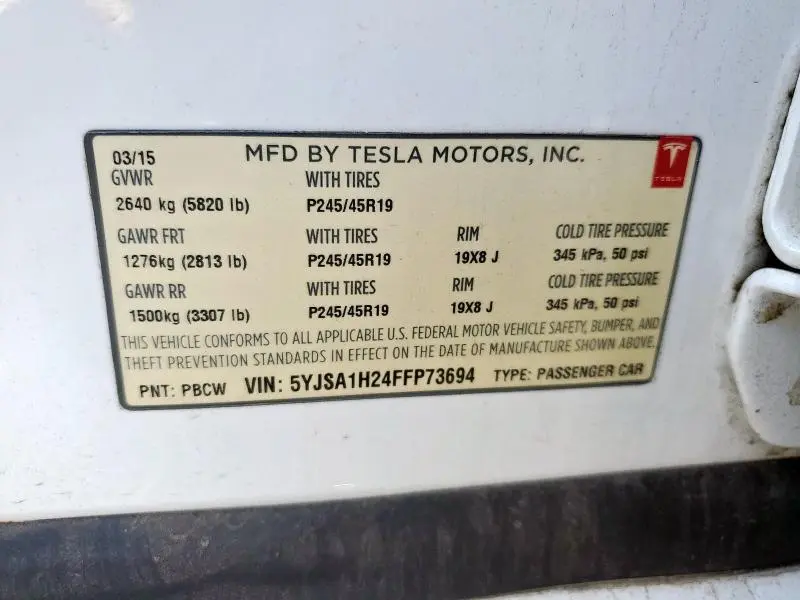 03/15 MFD BY TESLA MOTORS, INC.
TESLA
GVWR WITH TIRES
2640 kg (5820 lb) P245/45R19
GAWR FRT WITH TIRES RIM COLD TIRE PRESSURE
1276kg (2813 lb) P245/45R19 19X8 J 345 kPa, 50 psi
GAWR RR WITH TIRES RIM COLD TIRE PRESSURE
1500kg (3307 lb) P245/45R19 19X8 J 345 kPa, 50 psi
THIS VEHICLE CONFORMS TO ALL APPLICABLE U.S. FEDERAL MOTOR VEHICLE SAFETY, BUMPER, AND
THEFT PREVENTION STANDARDS IN EFFECT ON THE DATE OF MANUFACTURE SHOWN ABOVE.
PNT: PBCW VIN: 5YJSA1H24FFP73694 TYPE: PASSENGER CAR